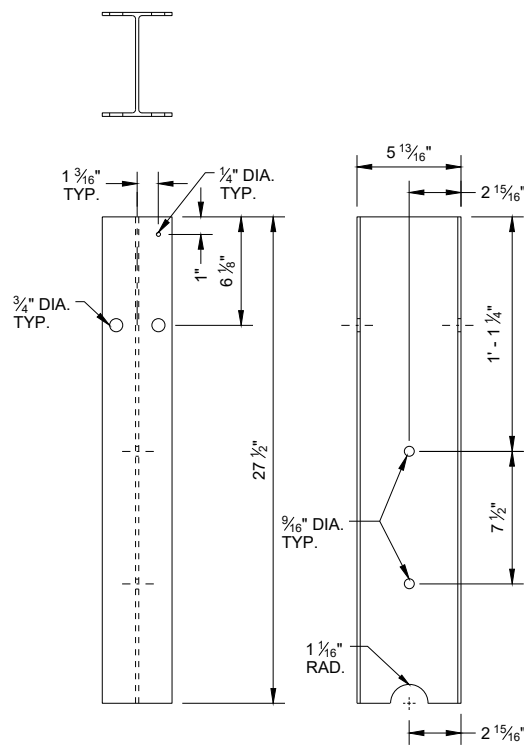 5 13/16"
1 3/16"
TYP.
1/4" DIA.
TYP.
2 15/16"
1"
6 1/8"
3/4" DIA.
TYP.
1' - 1 1/4"
27 1/2"
9/16" DIA.
TYP.
7 1/2"
1 1/16"
RAD.
2 15/16"